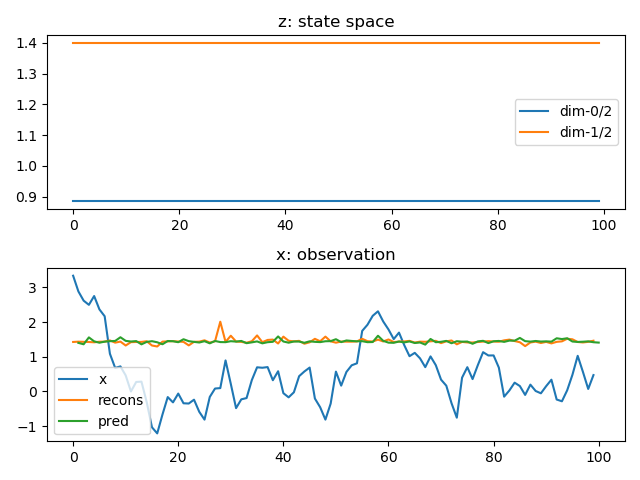 z: state space
1.4
1.3
1.2
1.1
1.0
0.9
dim-0/2
dim-1/2
0 20 40 60 80 100
x: observation
3
2
1
0
−1
x
recons
pred
0 20 40 60 80 100